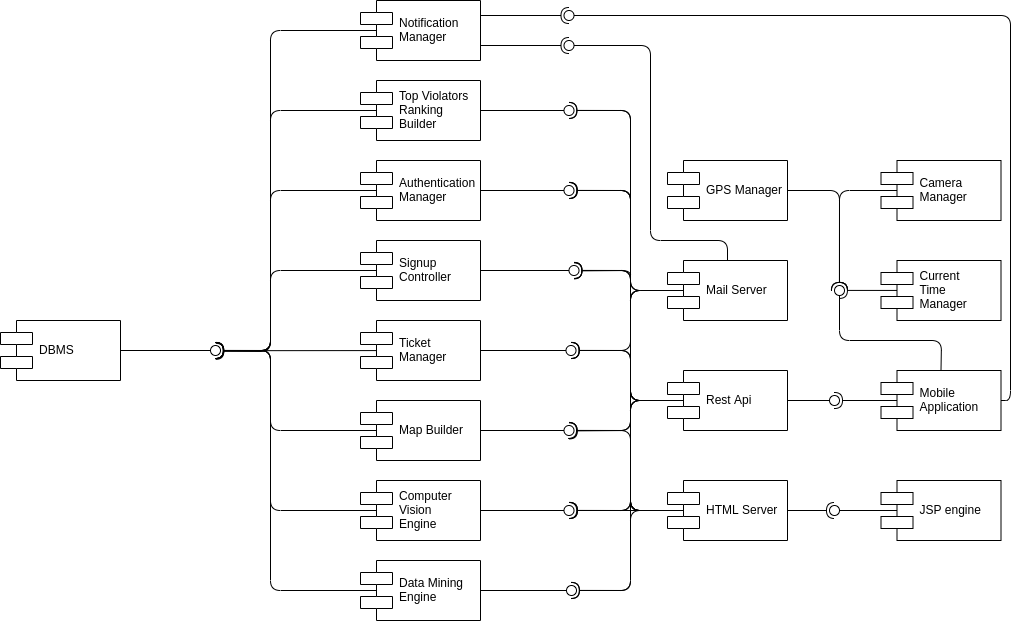 Notification
Manager
Top Violators
Ranking
Builder
Authentication
Manager
GPS Manager
Camera
Manager
Signup
Controller
Mail Server
Current
Time
Manager
DBMS
Ticket
Manager
Map Builder
Rest Api
Mobile
Application
Computer
Vision
Engine
HTML Server
JSP engine
Data Mining
Engine